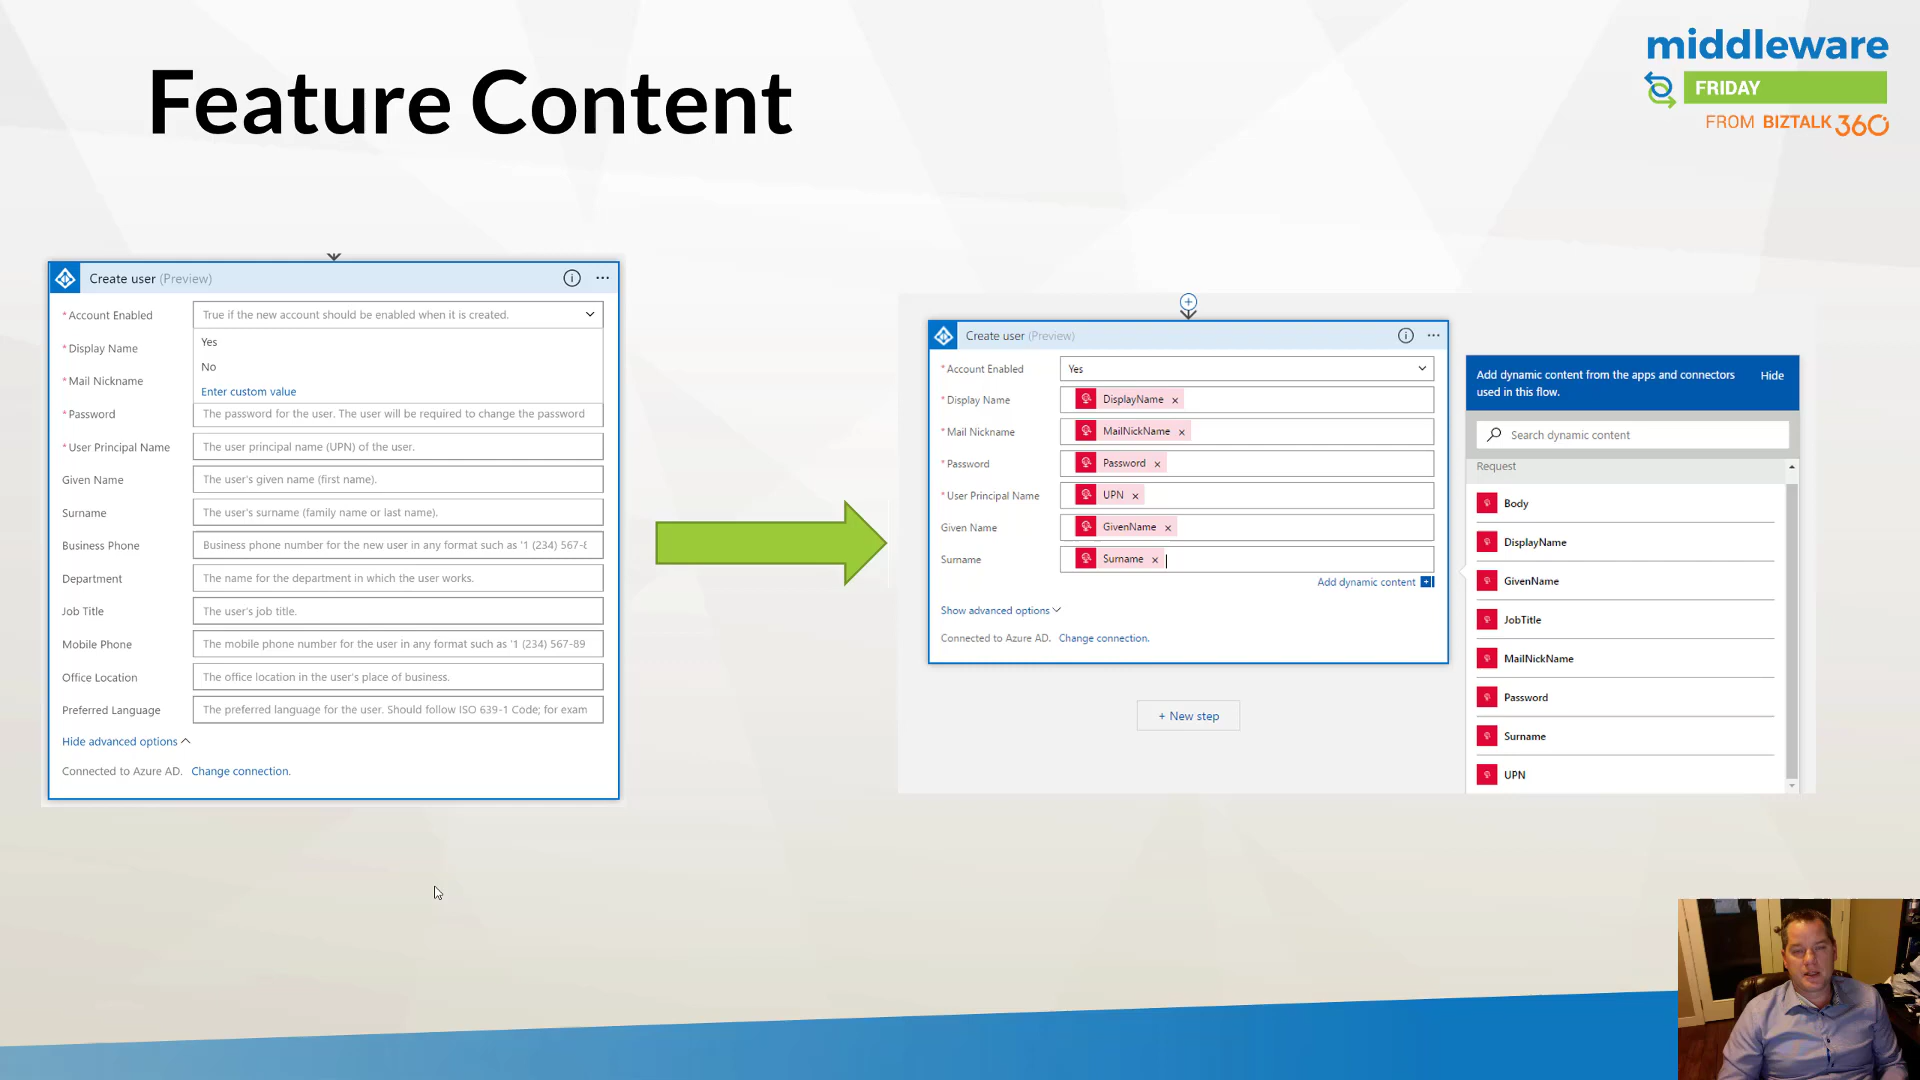 Feature Content
middleware
FRIDAY
FROM BIZTALK 360
Create user (Preview)
* Account Enabled
True if the new account should be enabled when it is created.
Yes
* Display Name
No
* Mail Nickname
Enter custom value
* Password
The password for the user. The user will be required to change the password
* User Principal Name
The user principal name (UPN) of the user.
Given Name
The user's given name (first name).
Surname
The user's surname (family name or last name).
Business Phone
Business phone number for the new user in any format such as '1 (234) 567-8
Department
The name for the department in which the user works.
Job Title
The user's job title.
Mobile Phone
The mobile phone number for the user in any format such as '1 (234) 567-89
Office Location
The office location in the user's place of business.
Preferred Language
The preferred language for the user. Should follow ISO 639-1 Code; for exam
Hide advanced options
Connected to Azure AD. Change connection.
Create user (Preview)
* Account Enabled
Yes
* Display Name
DisplayName ×
* Mail Nickname
MailNickName ×
* Password
Password ×
* User Principal Name
UPN ×
Given Name
GivenName ×
Surname
Surname ×
Add dynamic content
Show advanced options
Connected to Azure AD. Change connection.
+ New step
Add dynamic content from the apps and connectors
used in this flow.
Hide
Search dynamic content
Request
Body
DisplayName
GivenName
JobTitle
MailNickName
Password
Surname
UPN